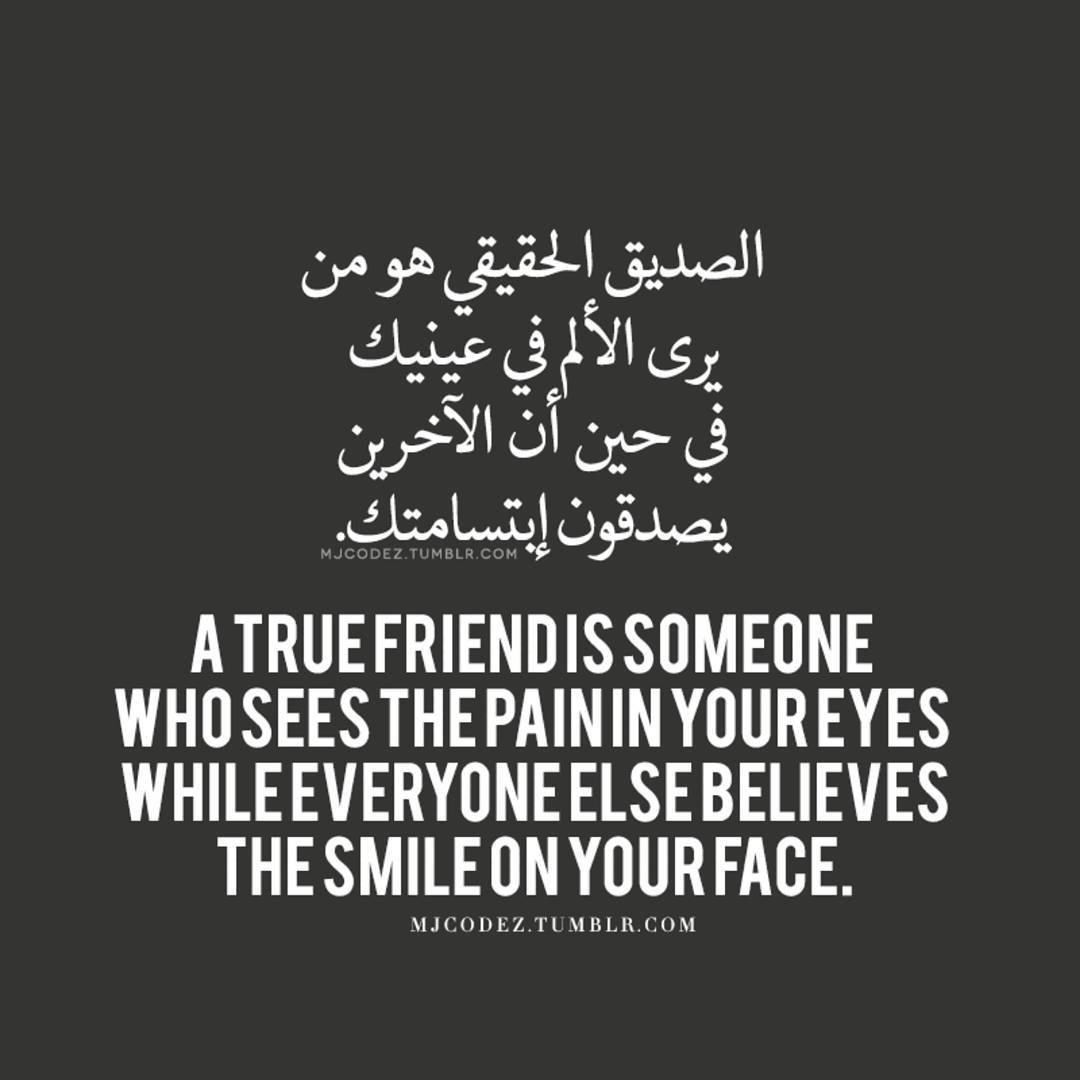 الصديق الحقيقي هو من
يرى الألم في عينيك
في حين أن الآخرين
يصدقون إبتسامتك.
MJCODEZ.TUMBLR.COM
A TRUE FRIEND IS SOMEONE
WHO SEES THE PAIN IN YOUR EYES
WHILE EVERYONE ELSE BELIEVES
THE SMILE ON YOUR FACE.
MJCODEZ.TUMBLR.COM